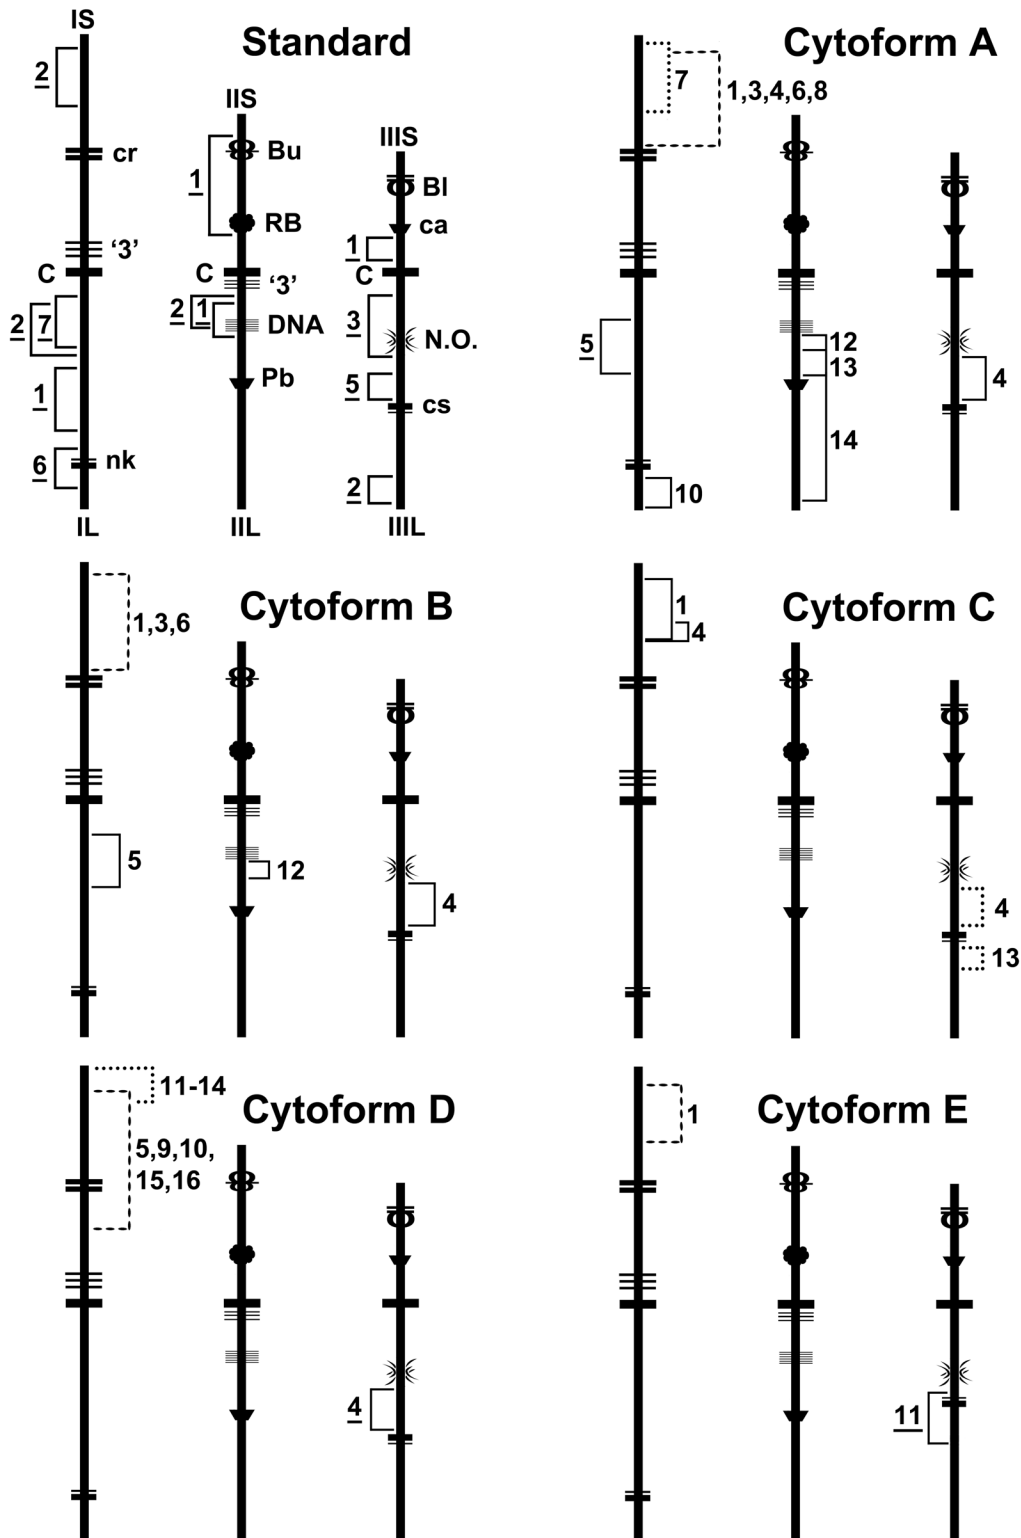 IS
Standard
Cytoform A
2
7
1,3,4,6,8
IIS
IIIS
cr
Bu
Bl
1
RB
ca
'3'
1
C
C
'3'
C
2
7
2
1
DNA
3
N.O.
5
12
13
4
Pb
1
5
cs
14
6
nk
2
10
IL
IIL
IIIL
Cytoform B
Cytoform C
1,3,6
1
4
5
12
4
4
13
11-14
Cytoform D
Cytoform E
1
5,9,10,
15,16
4
11